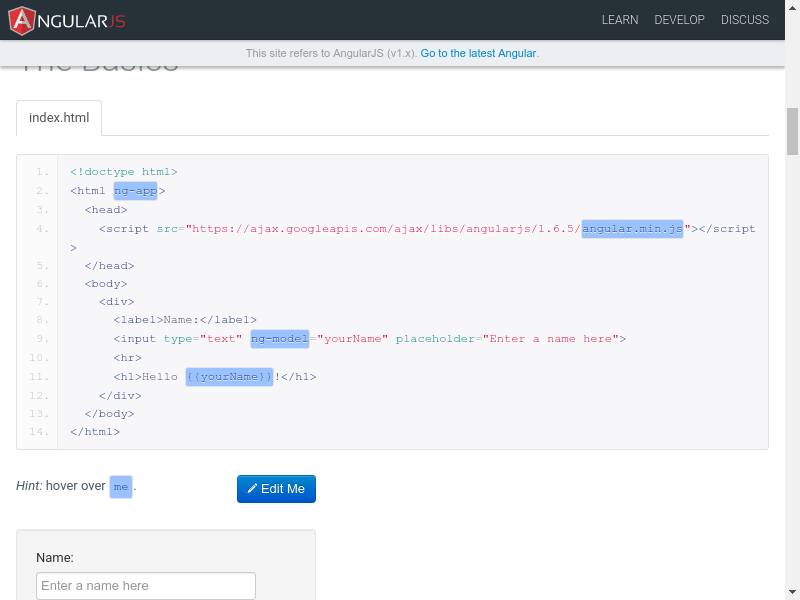 ANGULARJS LEARN DEVELOP DISCUSS
This site refers to AngularJS (v1.x). Go to the latest Angular.
The Basics
index.html
1. <!doctype html>
2. <html ng-app>
3. <head>
4. <script src="https://ajax.googleapis.com/ajax/libs/angularjs/1.6.5/angular.min.js"></script
>
5. </head>
6. <body>
7. <div>
8. <label>Name:</label>
9. <input type="text" ng-model="yourName" placeholder="Enter a name here">
10. <hr>
11. <h1>Hello {{yourName}}!</h1>
12. </div>
13. </body>
14. </html>
Hint: hover over me. Edit Me
Name:
Enter a name here